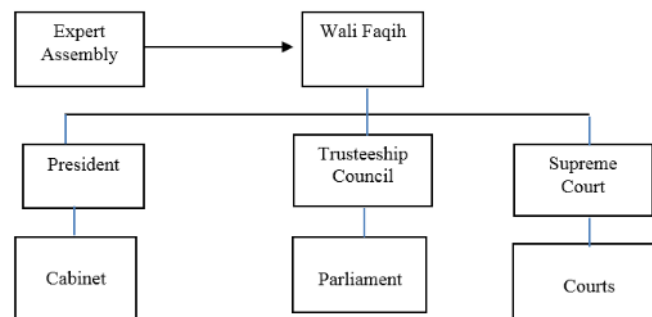 Expert
Assembly
Wali Faqih
President
Trusteeship
Council
Supreme
Court
Cabinet
Parliament
Courts